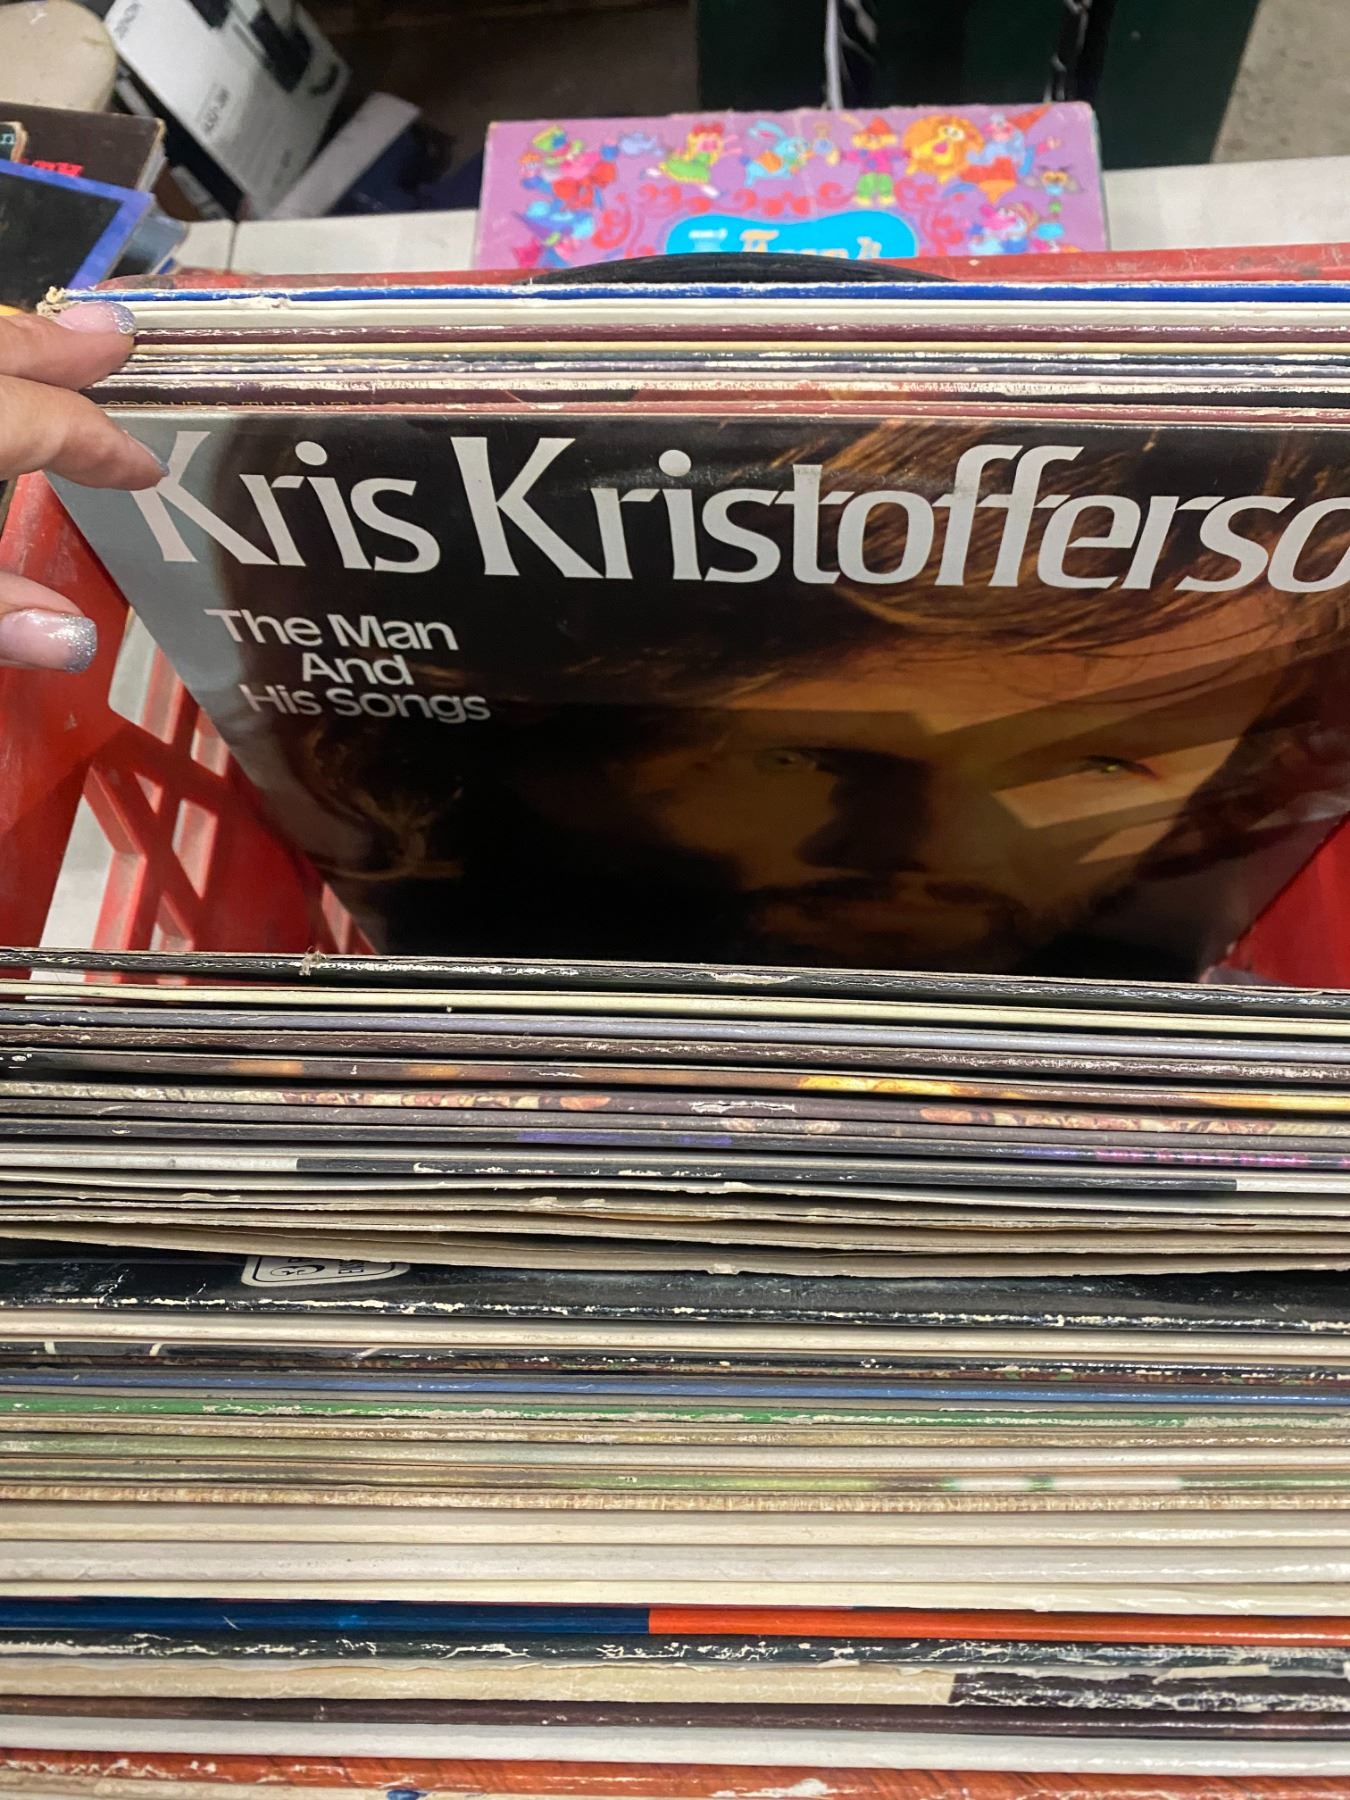 Kris Kristofferso
The Man
And
His Songs